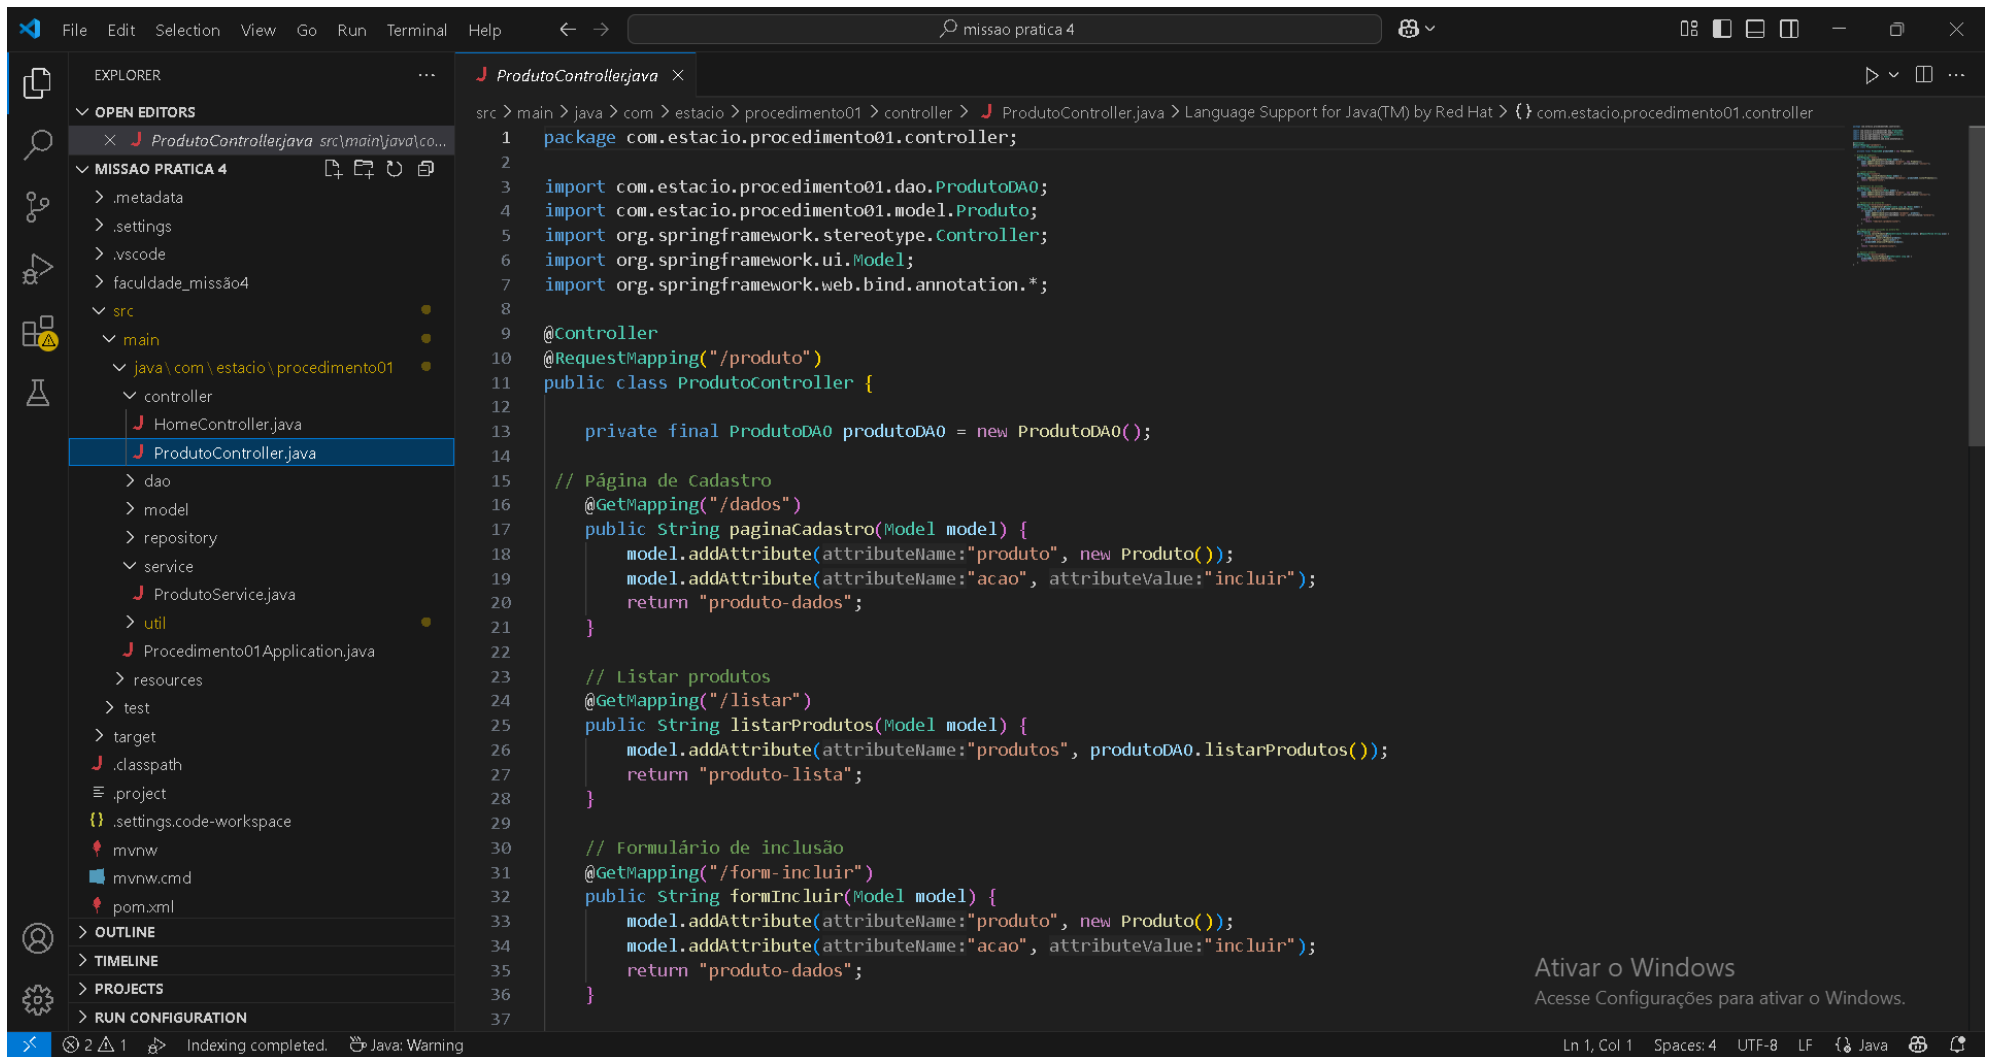 File Edit Selection View Go Run Terminal Help missao pratica 4
EXPLORER
OPEN EDITORS
ProdutoController.java src\main\java\co...
MISSAO PRATICA 4
.metadata
.settings
.vscode
faculdade_missão4
src
main
java\com\estacio\procedimento01
controller
HomeController.java
ProdutoController.java
dao
model
repository
service
ProdutoService.java
util
Procedimento01Application.java
resources
test
target
.classpath
.project
.settings.code-workspace
mvnw
mvnw.cmd
pom.xml
OUTLINE
TIMELINE
PROJECTS
RUN CONFIGURATION
ProdutoController.java
src > main > java > com > estacio > procedimento01 > controller > ProdutoController.java > Language Support for Java(TM) by Red Hat > {} com.estacio.procedimento01.controller
1 package com.estacio.procedimento01.controller;
2
3 import com.estacio.procedimento01.dao.ProdutoDAO;
4 import com.estacio.procedimento01.model.Produto;
5 import org.springframework.stereotype.Controller;
6 import org.springframework.ui.Model;
7 import org.springframework.web.bind.annotation.*;
8
9 @Controller
10 @RequestMapping("/produto")
11 public class ProdutoController {
12
13 private final ProdutoDAO produtoDAO = new ProdutoDAO();
14
15 // Página de Cadastro
16 @GetMapping("/dados")
17 public String paginaCadastro(Model model) {
18 model.addAttribute(attributeName:"produto", new Produto());
19 model.addAttribute(attributeName:"acao", attributeValue:"incluir");
20 return "produto-dados";
21 }
22
23 // Listar produtos
24 @GetMapping("/listar")
25 public String listarProdutos(Model model) {
26 model.addAttribute(attributeName:"produtos", produtoDAO.listarProdutos());
27 return "produto-lista";
28 }
29
30 // Formulário de inclusão
31 @GetMapping("/form-incluir")
32 public String formIncluir(Model model) {
33 model.addAttribute(attributeName:"produto", new Produto());
34 model.addAttribute(attributeName:"acao", attributeValue:"incluir");
35 return "produto-dados";
36 }
37
Ativar o Windows
Acesse Configurações para ativar o Windows.
2 1 Indexing completed. Java: Warning Ln 1, Col 1 Spaces: 4 UTF-8 LF Java